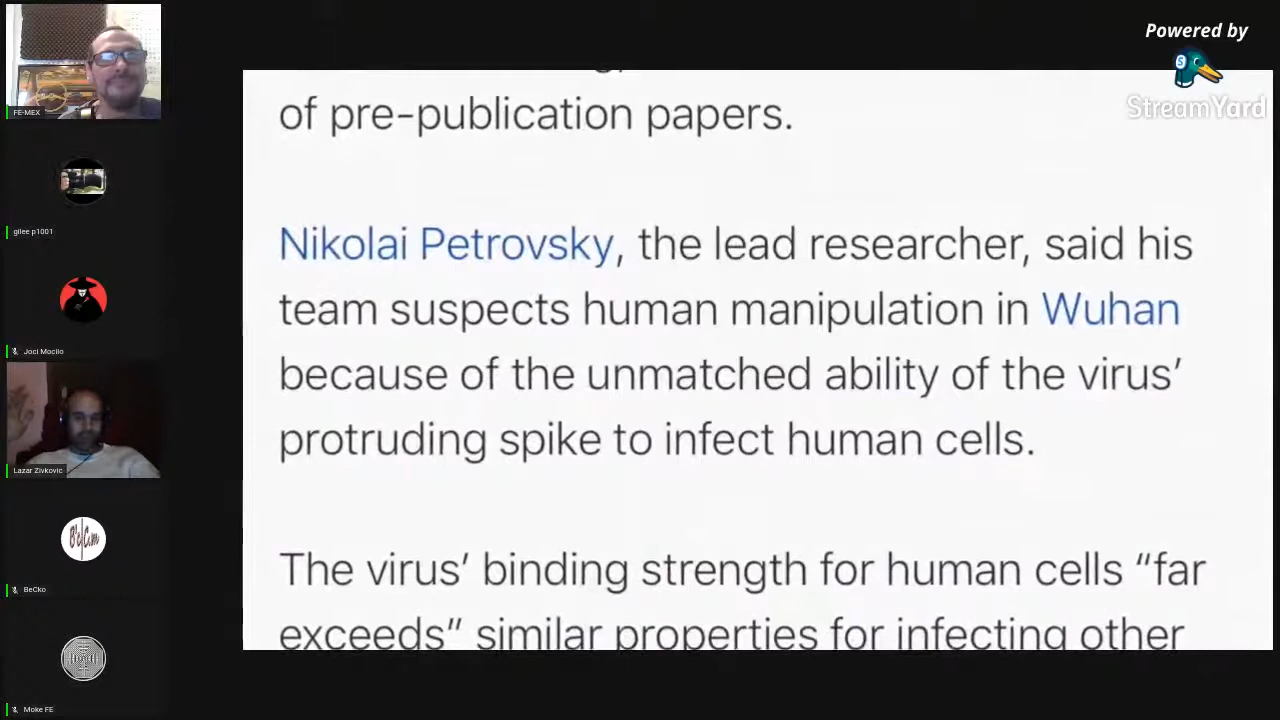 Powered by
StreamYard
of pre-publication papers.
Nikolai Petrovsky, the lead researcher, said his
team suspects human manipulation in Wuhan
because of the unmatched ability of the virus’
protruding spike to infect human cells.
The virus’ binding strength for human cells “far
exceeds” similar properties for infecting other
FE-MEX
gilee p1001
Joci Mociio
Lazar Zivkovic
BeCko
Moke FE